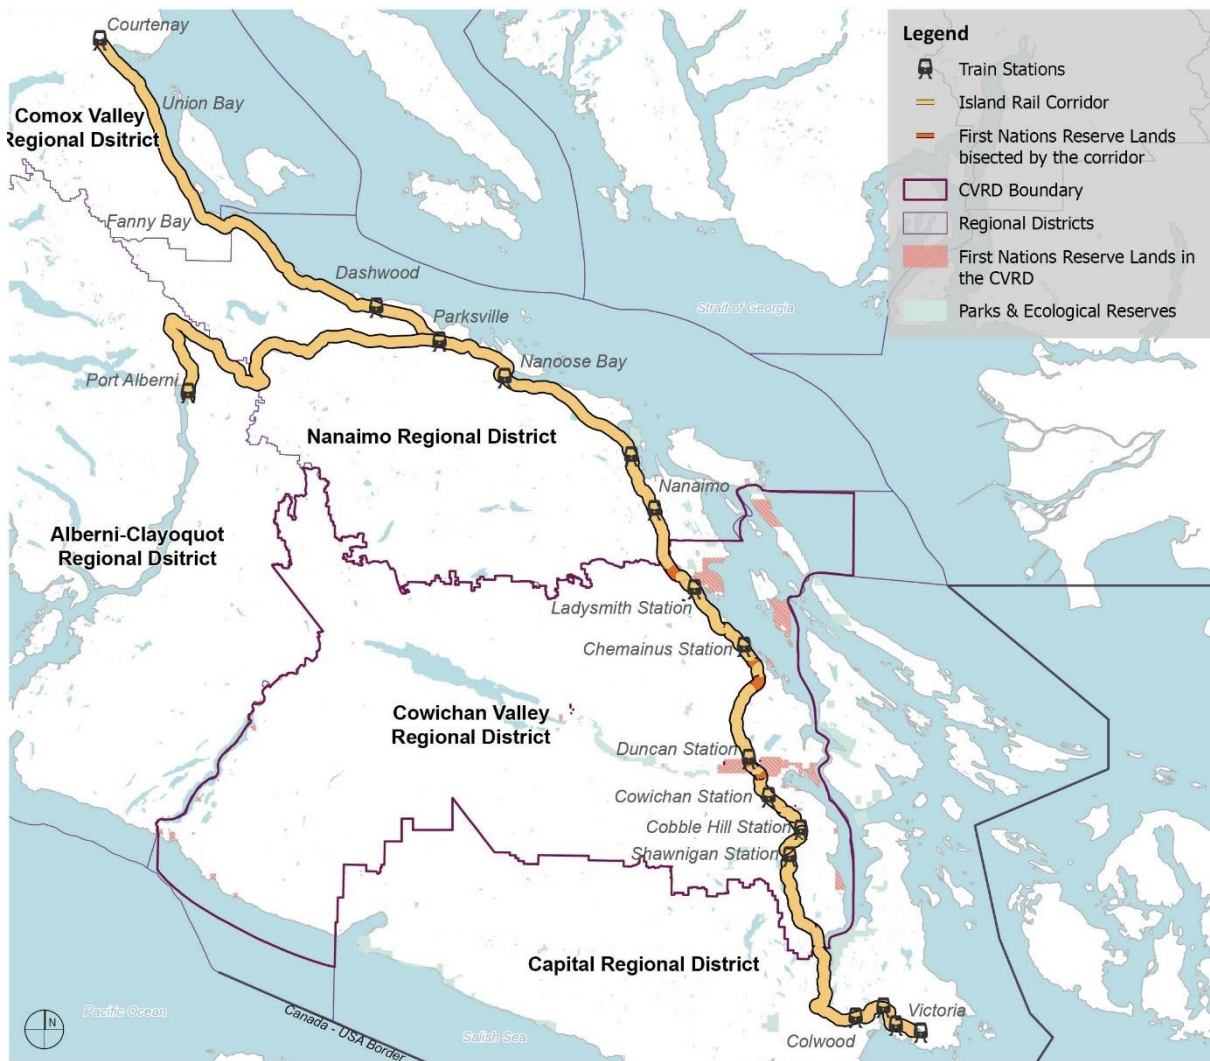 Courtenay
Union Bay
Comox Valley
Regional Dsitrict
Fanny Bay
Dashwood
Parksville
Nanoose Bay
Port Alberni
Strait of Georgia
Nanaimo Regional District
Nanaimo
Alberni-Clayoquot
Regional Dsitrict
Ladysmith Station
Chemainus Station
Cowichan Valley
Regional District
Duncan Station
Cowichan Station
Cobble Hill Station
Shawnigan Station
Capital Regional District
Victoria
Colwood
Pacific Ocean
Canada - USA Border
Salish Sea
N
Legend
Train Stations
Island Rail Corridor
First Nations Reserve Lands
bisected by the corridor
CVRD Boundary
Regional Districts
First Nations Reserve Lands in
the CVRD
Parks & Ecological Reserves